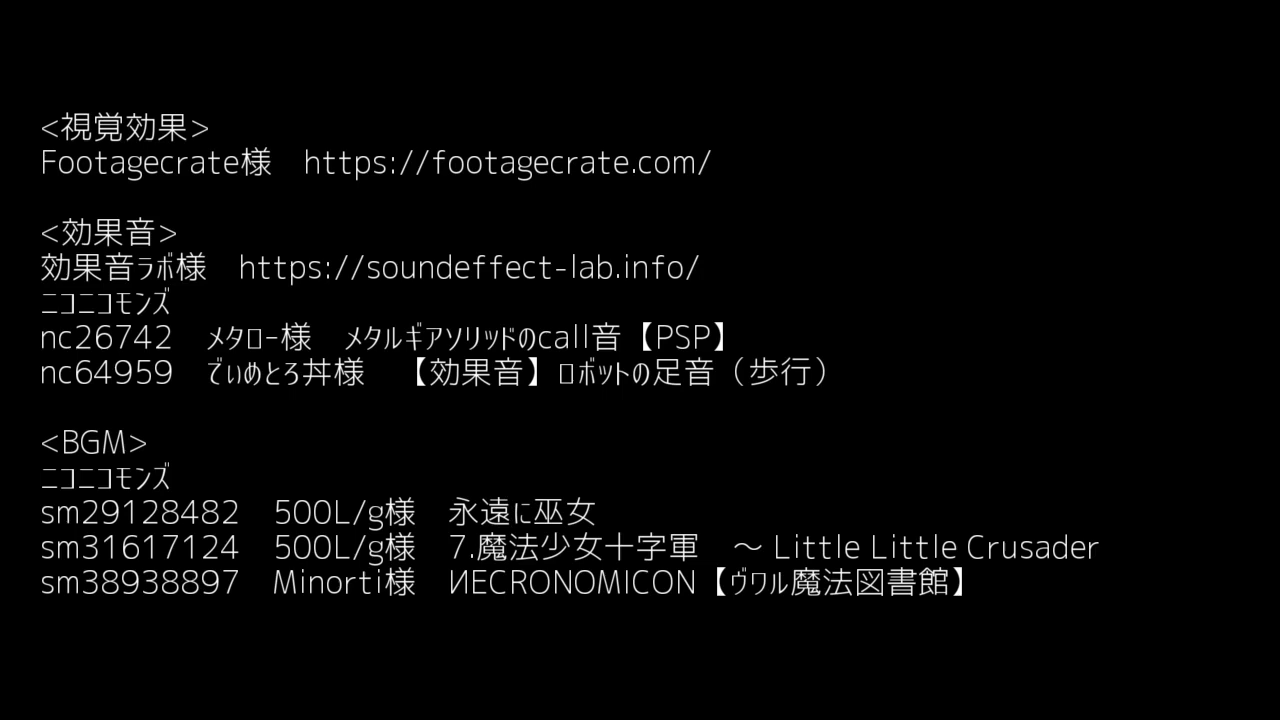 <視覚効果>
Footagecrate様　https://footagecrate.com/
<効果音>
効果音ﾗﾎﾞ様　https://soundeffect-lab.info/
ﾆｺﾆｺﾓﾝｽﾞ
nc26742　ﾒﾀﾛｰ様　ﾒﾀﾙｷﾞｱｿﾘｯﾄﾞのcall音【PSP】
nc64959　でぃめとろ丼様　【効果音】ﾛﾎﾞｯﾄの足音（歩行）
<BGM>
ﾆｺﾆｺﾓﾝｽﾞ
sm29128482　500L/g様　永遠に巫女
sm31617124　500L/g様　7.魔法少女十字軍　～ Little Little Crusader
sm38938897　Minorti様　ИECRONOMICON【ｳﾞﾜﾙ魔法図書館】